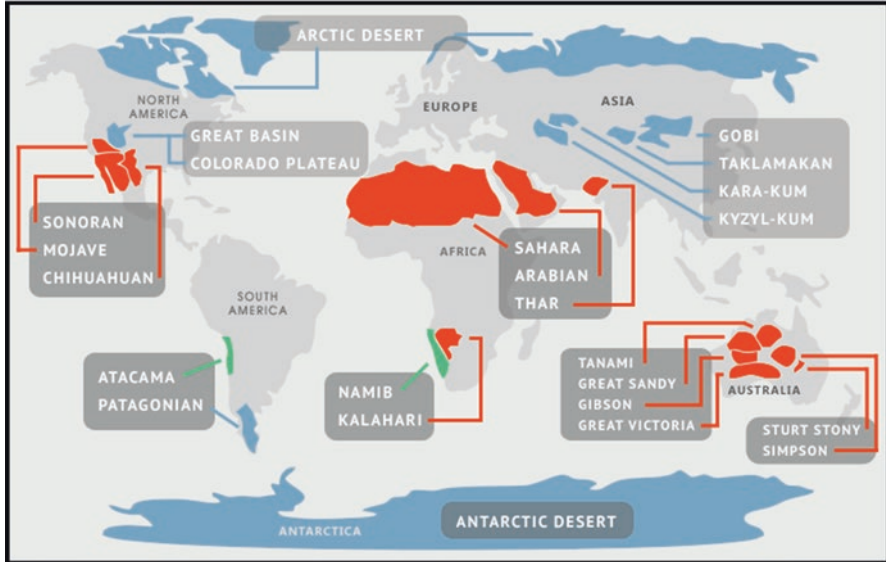 ARCTIC DESERT
NORTH
AMERICA
EUROPE
ASIA
GREAT BASIN
COLORADO PLATEAU
GOBI
TAKLAMAKAN
KARA-KUM
KYZYL-KUM
SONORAN
MOJAVE
CHIHUAHUAN
AFRICA
SAHARA
ARABIAN
THAR
SOUTH
AMERICA
ATACAMA
PATAGONIAN
NAMIB
KALAHARI
TANAMI
GREAT SANDY
GIBSON
GREAT VICTORIA
AUSTRALIA
STURT STONY
SIMPSON
ANTARCTICA
ANTARCTIC DESERT